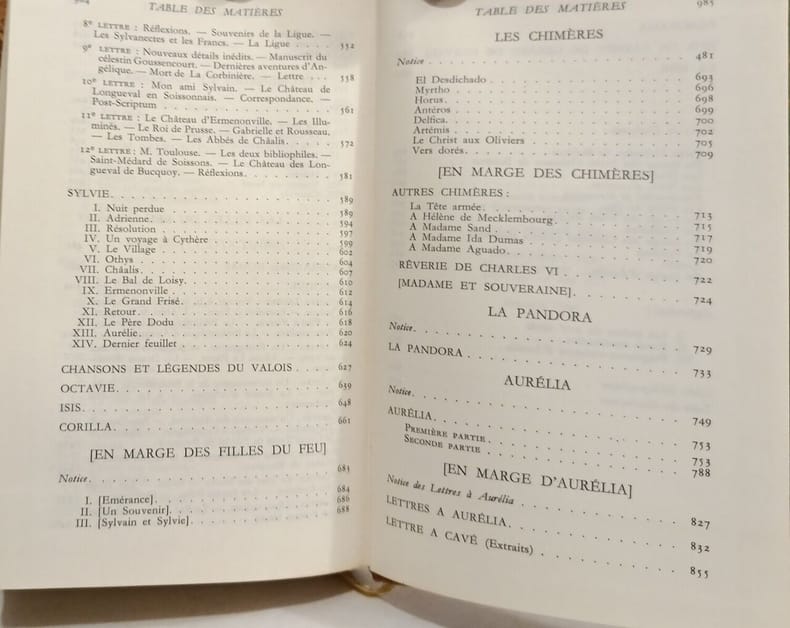 TABLE DES MATIÈRES
8e LETTRE : Réflexions. — Souvenirs de la Ligue. —
Les Sylvanectes et les Francs. — La Ligue . . . 552
9e LETTRE : Nouveaux détails inédits. — Manuscrit du
célestin Goussencourt. — Dernières aventures d'An-
gélique. — Mort de La Corbinière. — Lettre . . . 558
10e LETTRE : Mon ami Sylvain. — Le Château de
Longueval en Soissonnais. — Correspondance. —
Post-Scriptum . . . 561
11e LETTRE : Le Château d'Ermenonville. — Les Illu-
minés. — Le Roi de Prusse. — Gabrielle et Rousseau.
— Les Tombes. — Les Abbés de Châalis. . . . 572
12e LETTRE : M. Toulouse. — Les deux bibliophiles. —
Saint-Médard de Soissons. — Le Château des Lon-
gueval de Bucquoy. — Réflexions. . . . 581
SYLVIE. . . . 589
I. Nuit perdue . . . 589
II. Adrienne. . . . 594
III. Résolution . . . 597
IV. Un voyage à Cythère . . . 599
V. Le Village . . . 602
VI. Othys . . . 604
VII. Châalis. . . . 607
VIII. Le Bal de Loisy. . . . 610
IX. Ermenonville . . . 612
X. Le Grand Frisé. . . . 614
XI. Retour. . . . 616
XII. Le Père Dodu . . . 618
XIII. Aurélie. . . . 620
XIV. Dernier feuillet . . . 624
CHANSONS ET LÉGENDES DU VALOIS . . . 627
OCTAVIE. . . . 639
ISIS. . . . 648
CORILLA. . . . 661
[EN MARGE DES FILLES DU FEU]
Notice. . . . 683
I. [Emérance]. . . . 684
II. [Un Souvenir]. . . . 686
III. [Sylvain et Sylvie]. . . . 688
TABLE DES MATIÈRES 985
LES CHIMÈRES
Notice. . . . 481
El Desdichado . . . 693
Myrtho . . . 696
Horus. . . . 698
Antéros . . . 699
Delfica. . . . 700
Artémis . . . 702
Le Christ aux Oliviers . . . 705
Vers dorés. . . . 709
[EN MARGE DES CHIMÈRES]
AUTRES CHIMÈRES :
La Tête armée. . . . 713
A Hélène de Mecklembourg. . . . 715
A Madame Sand . . . 717
A Madame Ida Dumas . . . 719
A Madame Aguado. . . . 720
RÊVERIE DE CHARLES VI . . . 722
[MADAME ET SOUVERAINE]. . . . 724
LA PANDORA
Notice. . . . 729
LA PANDORA . . . 733
AURÉLIA
Notice. . . . 749
AURÉLIA. . . . 753
PREMIÈRE PARTIE . . . 753
SECONDE PARTIE . . . 788
[EN MARGE D'AURÉLIA]
Notice des Lettres à Aurélia . . . 827
LETTRES A AURÉLIA. . . . 832
LETTRE A CAVÉ (Extraits) . . . 855